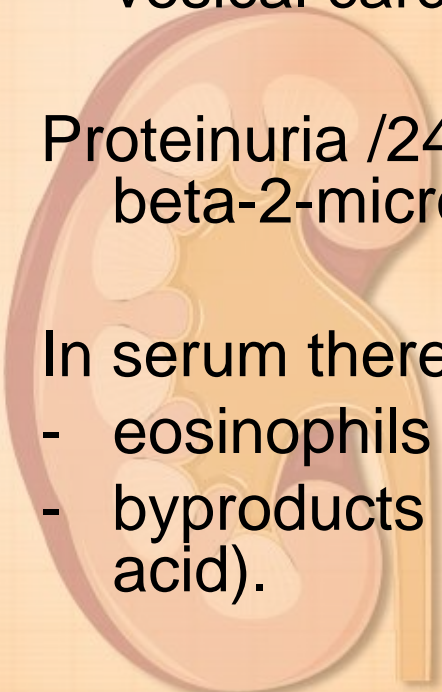 Proteinuria /24
beta-2-micr
In serum there
- eosinophils
- byproducts
acid).